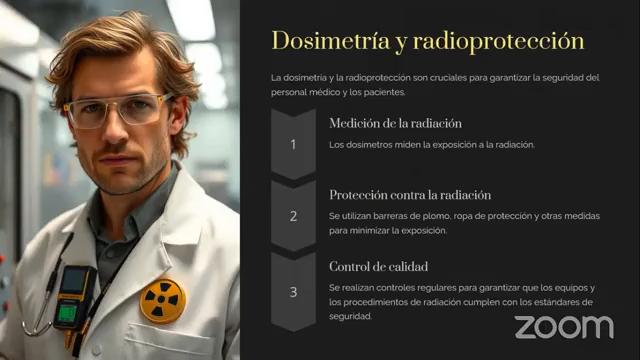 Dosimetría y radioprotección
La dosimetría y la radioprotección son cruciales para garantizar la seguridad del
personal médico y los pacientes.
1
Medición de la radiación
Los dosímetros miden la exposición a la radiación.
2
Protección contra la radiación
Se utilizan barreras de plomo, ropa de protección y otras medidas
para minimizar la exposición.
3
Control de calidad
Se realizan controles regulares para garantizar que los equipos y
los procedimientos de radiación cumplen con los estándares de
seguridad.
zoom